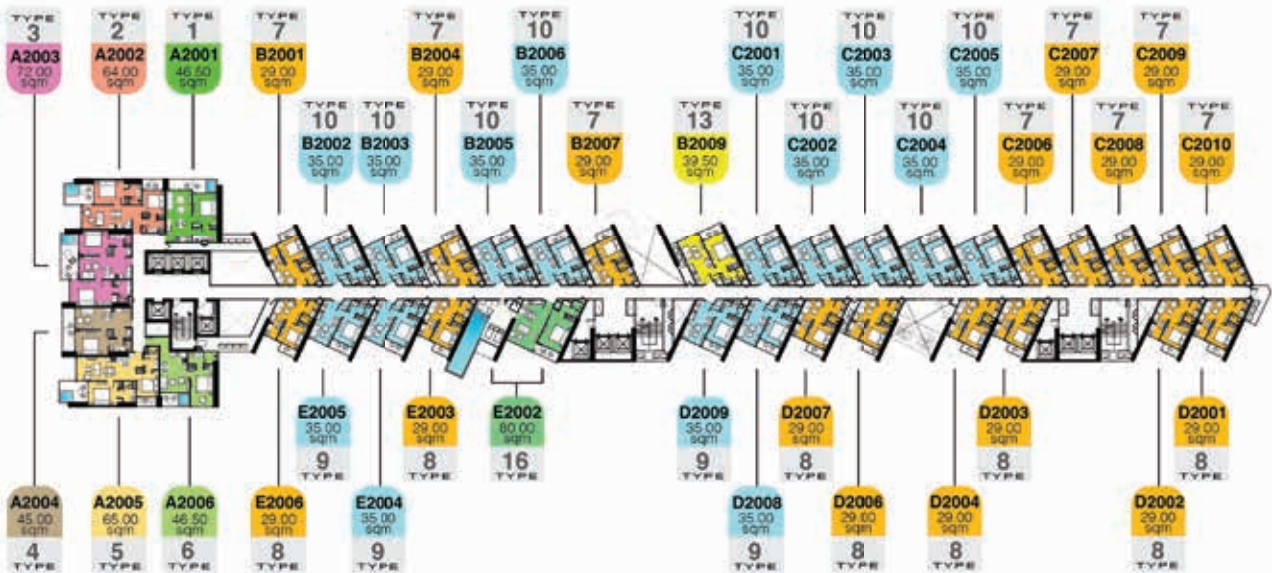 TYPE
3
A2003
72.00
sqm
TYPE
2
A2002
64.00
sqm
TYPE
1
A2001
46.50
sqm
TYPE
7
B2001
29.00
sqm
TYPE
7
B2004
29.00
sqm
TYPE
10
B2006
35.00
sqm
TYPE
10
C2001
35.00
sqm
TYPE
10
C2003
35.00
sqm
TYPE
10
C2005
35.00
sqm
TYPE
7
C2007
29.00
sqm
TYPE
7
C2009
29.00
sqm
TYPE
10
B2002
35.00
sqm
TYPE
10
B2003
35.00
sqm
TYPE
10
B2005
35.00
sqm
TYPE
7
B2007
29.00
sqm
TYPE
13
B2009
39.50
sqm
TYPE
10
C2002
35.00
sqm
TYPE
10
C2004
35.00
sqm
TYPE
7
C2006
29.00
sqm
TYPE
7
C2008
29.00
sqm
TYPE
7
C2010
29.00
sqm
E2005
35.00
sqm
9
TYPE
E2003
29.00
sqm
8
TYPE
E2002
80.00
sqm
16
TYPE
D2009
35.00
sqm
9
TYPE
D2007
29.00
sqm
8
TYPE
D2003
29.00
sqm
8
TYPE
D2001
29.00
sqm
8
TYPE
A2004
45.00
sqm
4
TYPE
A2005
65.00
sqm
5
TYPE
A2006
46.50
sqm
6
TYPE
E2006
29.00
sqm
8
TYPE
E2004
35.00
sqm
9
TYPE
D2008
35.00
sqm
9
TYPE
D2006
29.00
sqm
8
TYPE
D2004
29.00
sqm
8
TYPE
D2002
29.00
sqm
8
TYPE